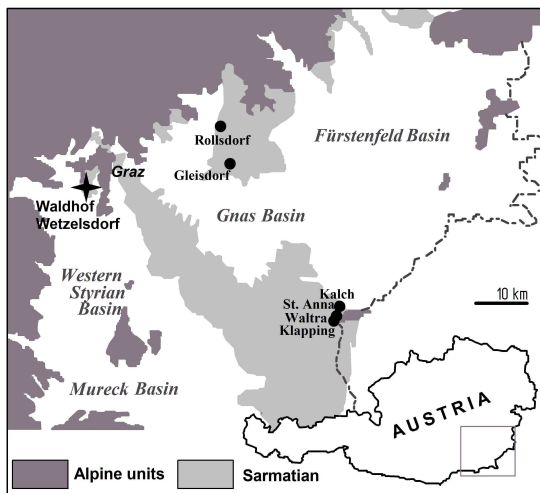 Rollsdorf
Fürstenfeld Basin
Graz
Gleisdorf
Waldhof
Wetzelsdorf
Gnas Basin
Western
Styrian
Basin
Kalch
St. Anna
Waltra
Klapping
10 km
Mureck Basin
AUSTRIA
Alpine units
Sarmatian